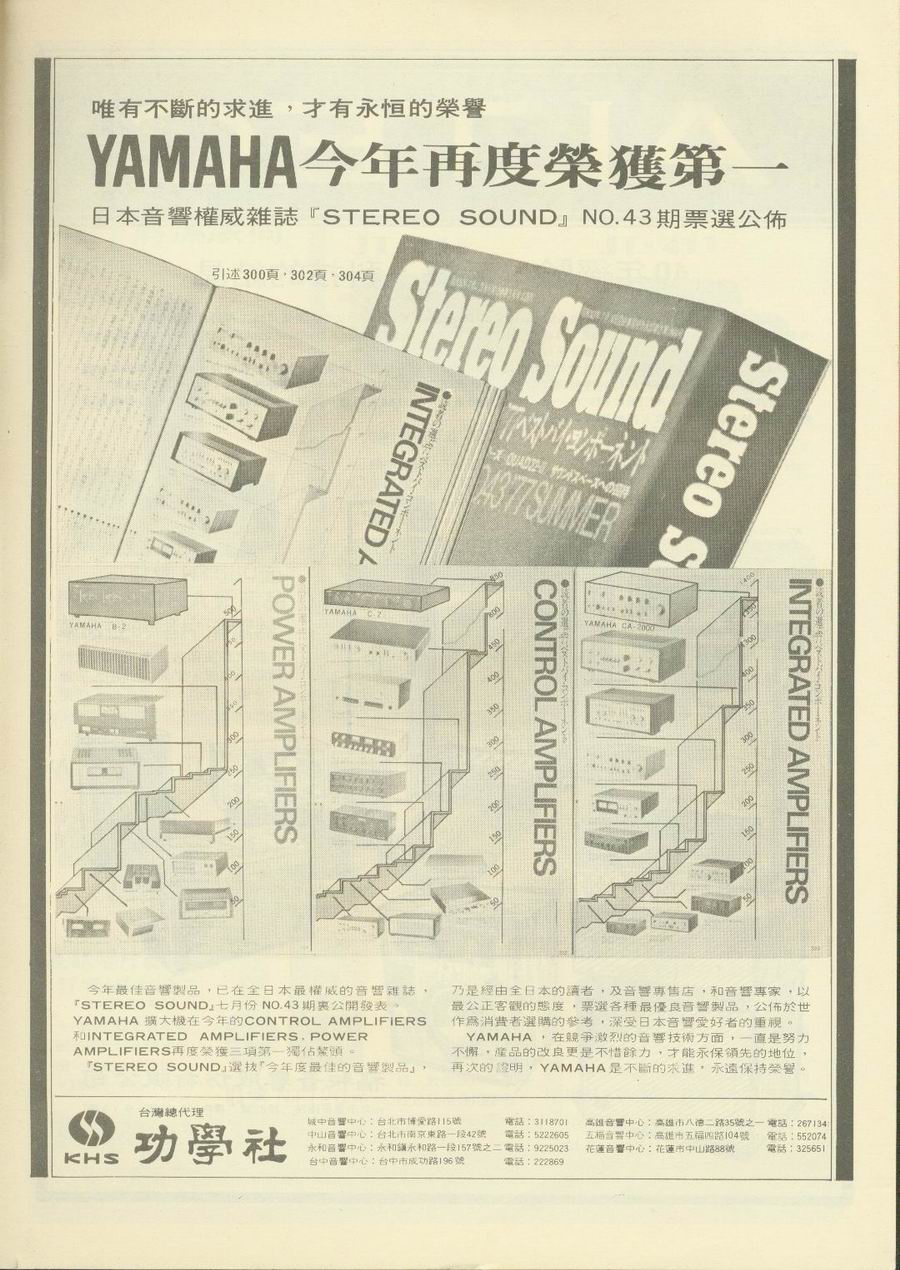 唯有不斷的求進，才有永恒的榮譽
YAMAHA今年再度榮獲第一
日本音響權威雜誌『STEREO SOUND』NO.43期票選公佈
引述300頁，302頁，304頁
Stereo Sound
ベストバイ・コンポーネント
SUMMER
Stereo
INTEGRATED
YAMAHA B-2
POWER AMPLIFIERS
YAMAHA C-2
CONTROL AMPLIFIERS
YAMAHA CA-2000
INTEGRATED AMPLIFIERS
今年最佳音響製品，已在全日本最權威的音響雜誌，
『STEREO SOUND』七月份NO.43期裏公開發表。
YAMAHA 擴大機在今年的CONTROL AMPLIFIERS
和INTEGRATED AMPLIFIERS，POWER
AMPLIFIERS再度榮獲三項第一獨佔鰲頭。
『STEREO SOUND』選拔『今年度最佳的音響製品』，
乃是經由全日本的讀者，及音響專售店，和音響專家，以
最公正客觀的態度，票選各種最優良音響製品，公佈於世
作爲消費者選購的參考，深受日本音響愛好者的重視。
YAMAHA，在競爭激烈的音響技術方面，一直是努力
不懈，產品的改良更是不惜餘力，才能永保領先的地位，
再次的證明，YAMAHA是不斷的求進，永遠保持榮譽。
KHS
台灣總代理
功學社
城中音響中心：台北市博愛路115號 電話：3118701
中山音響中心：台北市南京東路一段42號 電話：5222605
永和音響中心：永和鎭永和路一段157號之二 電話：9225023
台中音響中心：台中市成功路196號 電話：222869
高雄音響中心：高雄市八德二路35號之一 電話：267134
五福音響中心：高雄市五福四路104號 電話：552074
花蓮音響中心：花蓮市中山路88號 電話：325651